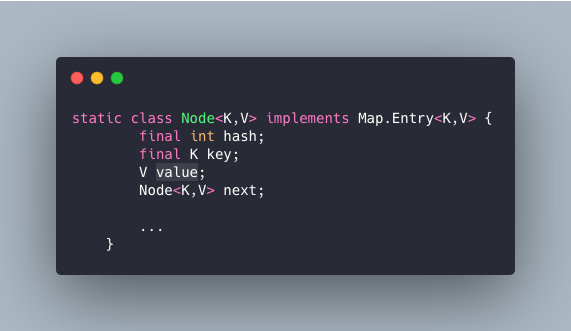 static class Node<K,V> implements Map.Entry<K,V> {
final int hash;
final K key;
V value;
Node<K,V> next;
...
}